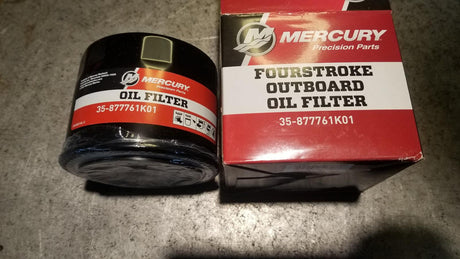 MERCURY
OIL FILTER
35-877761K01
MERCURY
Precision Parts
FOURSTROKE
OUTBOARD
OIL FILTER
35-877761K01